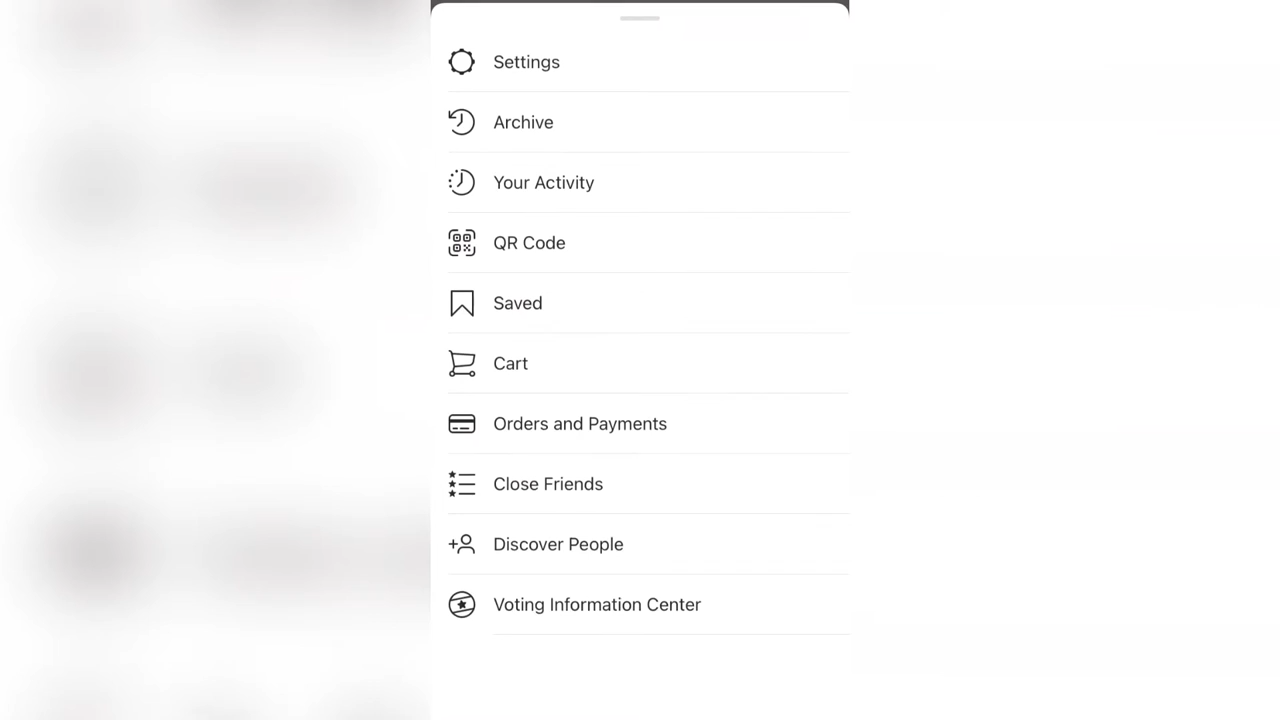 Settings
Archive
Your Activity
QR Code
Saved
Cart
Orders and Payments
Close Friends
Discover People
Voting Information Center